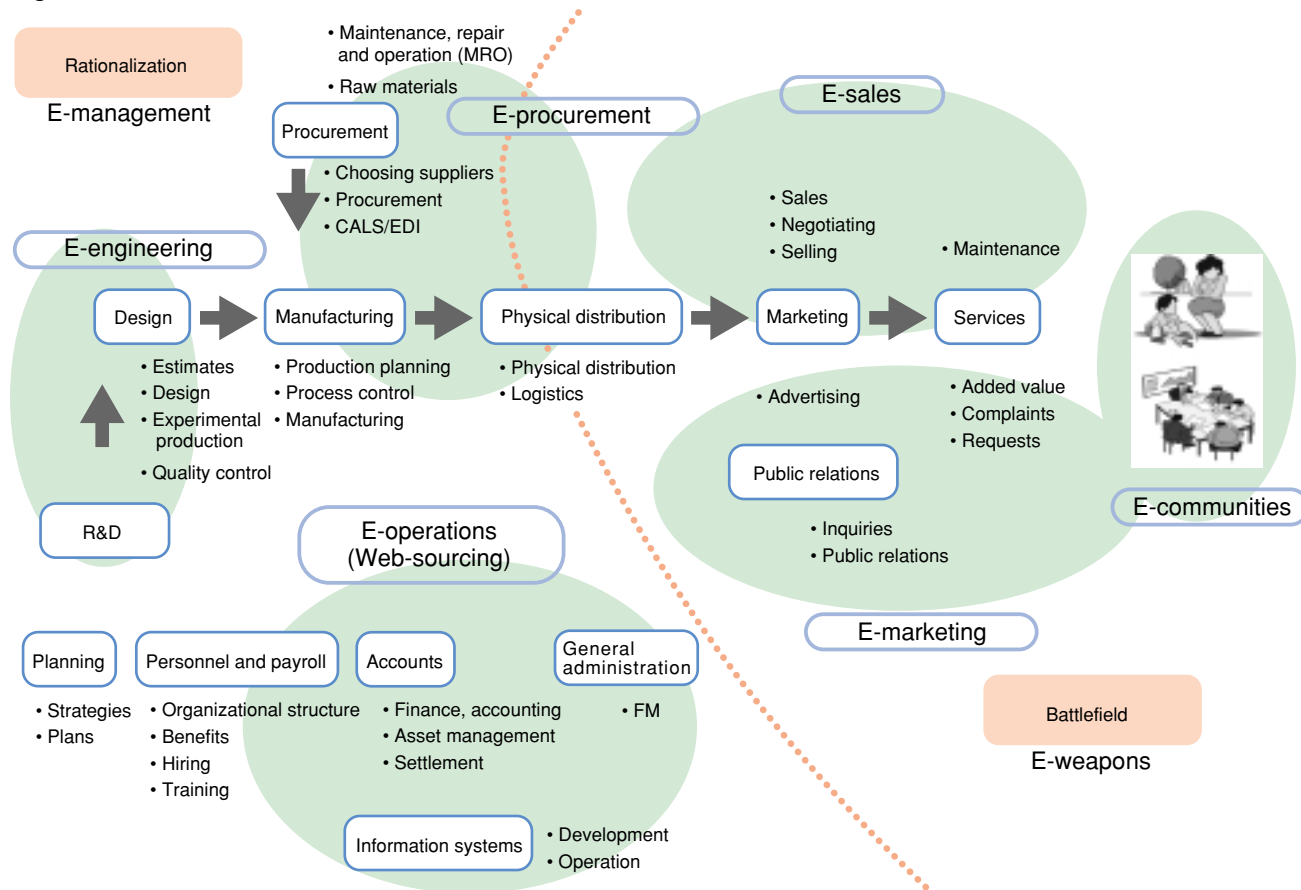 Rationalization
E-management
• Maintenance, repair
and operation (MRO)
• Raw materials
Procurement
E-procurement
• Choosing suppliers
• Procurement
• CALS/EDI
E-sales
• Sales
• Negotiating
• Selling
• Maintenance
E-engineering
Design
Manufacturing
Physical distribution
Marketing
Services
• Estimates
• Design
• Experimental
production
• Quality control
R&D
• Production planning
• Process control
• Manufacturing
• Physical distribution
• Logistics
• Advertising
• Added value
• Complaints
• Requests
Public relations
• Inquiries
• Public relations
E-communities
E-marketing
E-operations
(Web-sourcing)
Planning
• Strategies
• Plans
Personnel and payroll
• Organizational structure
• Benefits
• Hiring
• Training
Accounts
• Finance, accounting
• Asset management
• Settlement
General
administration
• FM
Information systems
• Development
• Operation
Battlefield
E-weapons